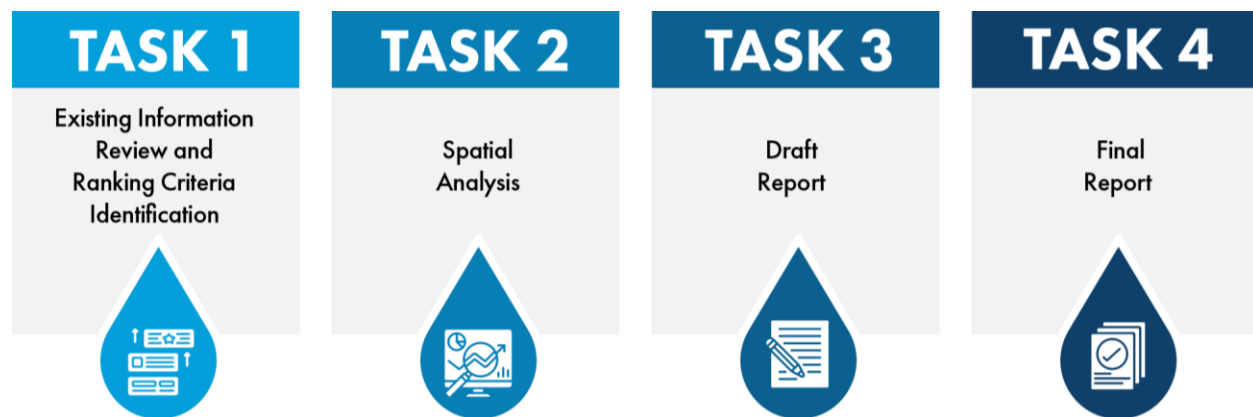 TASK 1
Existing Information
Review and
Ranking Criteria
Identification
TASK 2
Spatial
Analysis
TASK 3
Draft
Report
TASK 4
Final
Report